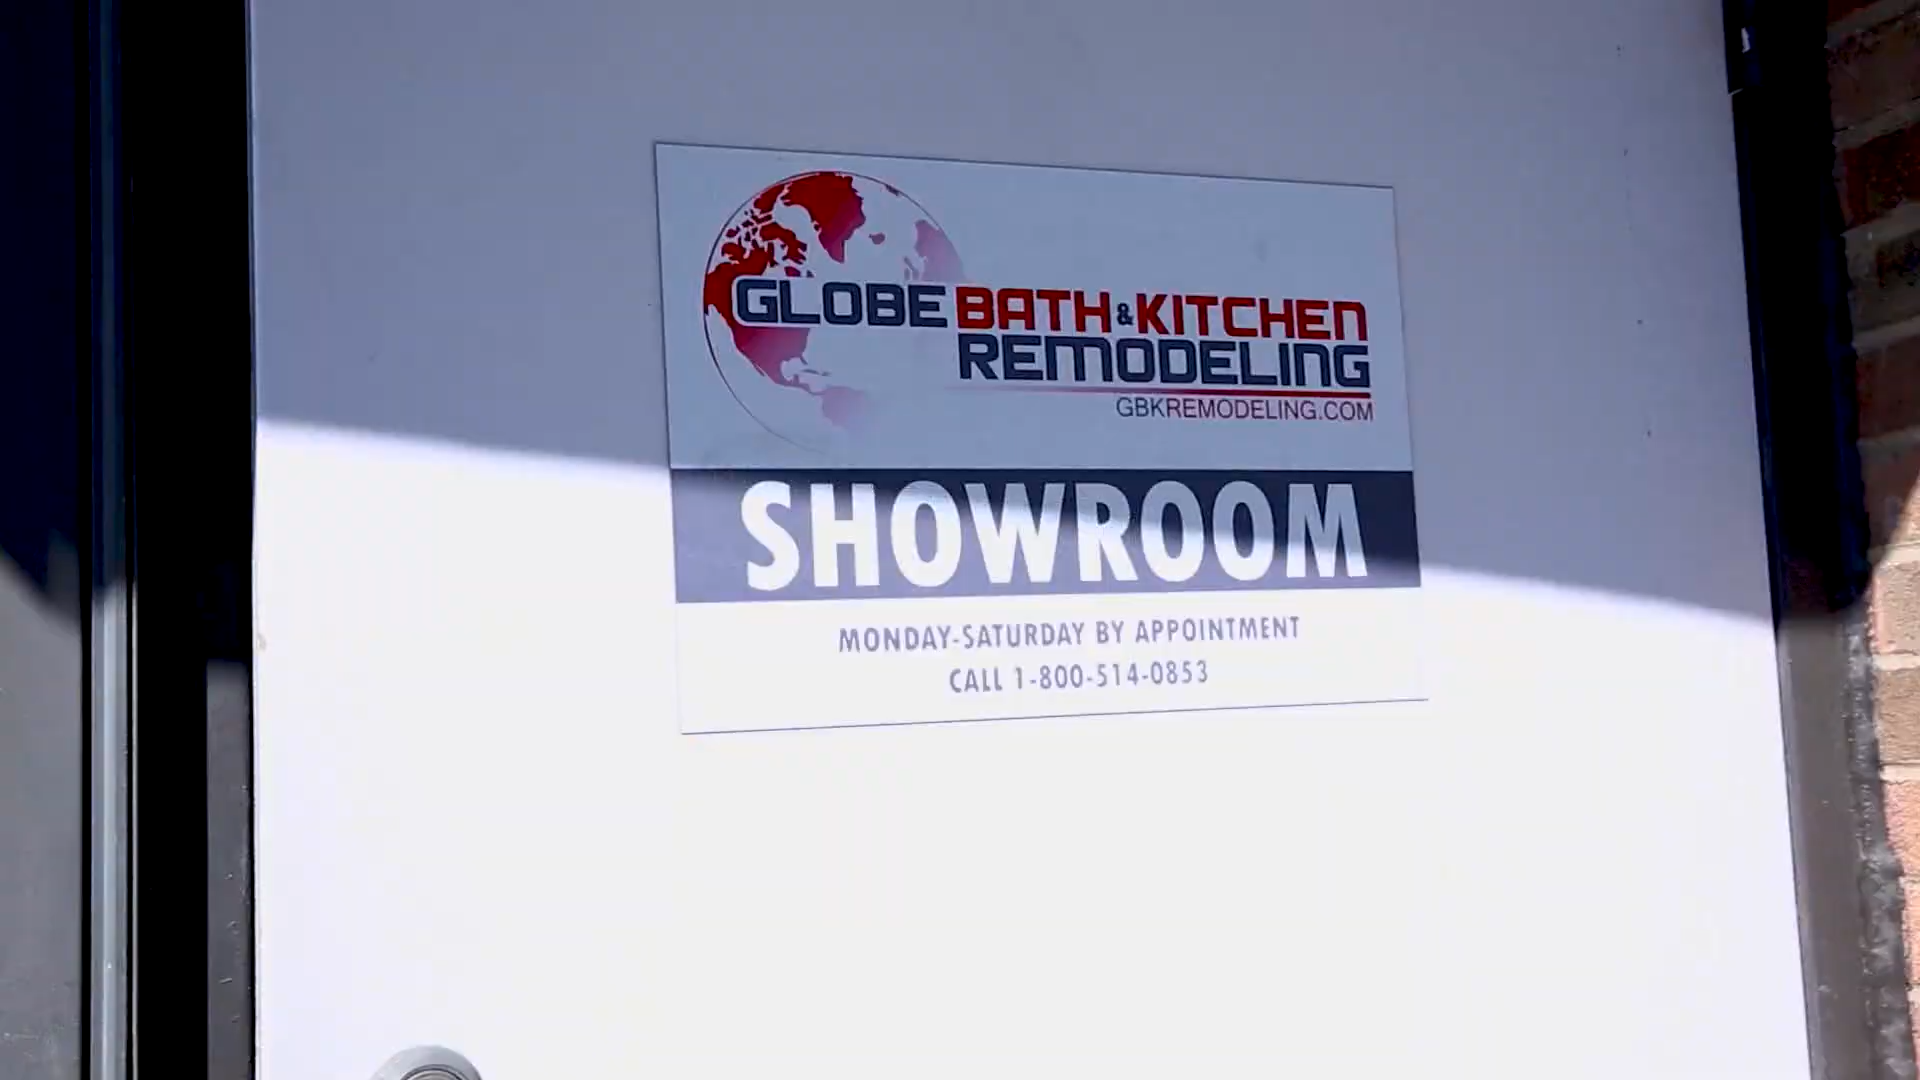 GLOBE BATH & KITCHEN
REMODELING
GBKREMODELING.COM
SHOWROOM
MONDAY-SATURDAY BY APPOINTMENT
CALL 1-800-514-0853